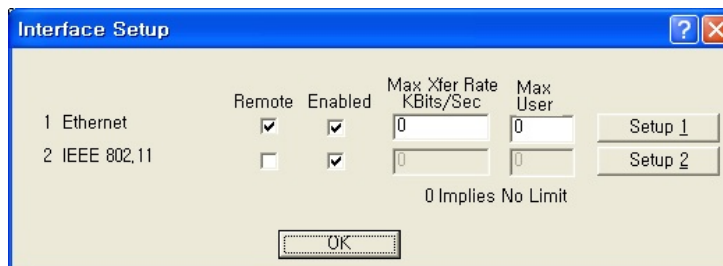 Interface Setup
Remote Enabled Max Xfer Rate KBits/Sec Max User
1 Ethernet 0 0 Setup 1
2 IEEE 802,11 0 0 Setup 2
0 Implies No Limit
OK